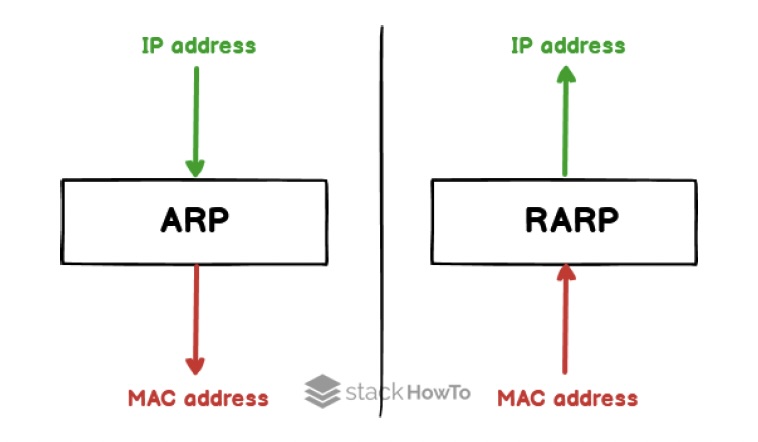 IP address
ARP
MAC address
IP address
RARP
MAC address
stackHowTo